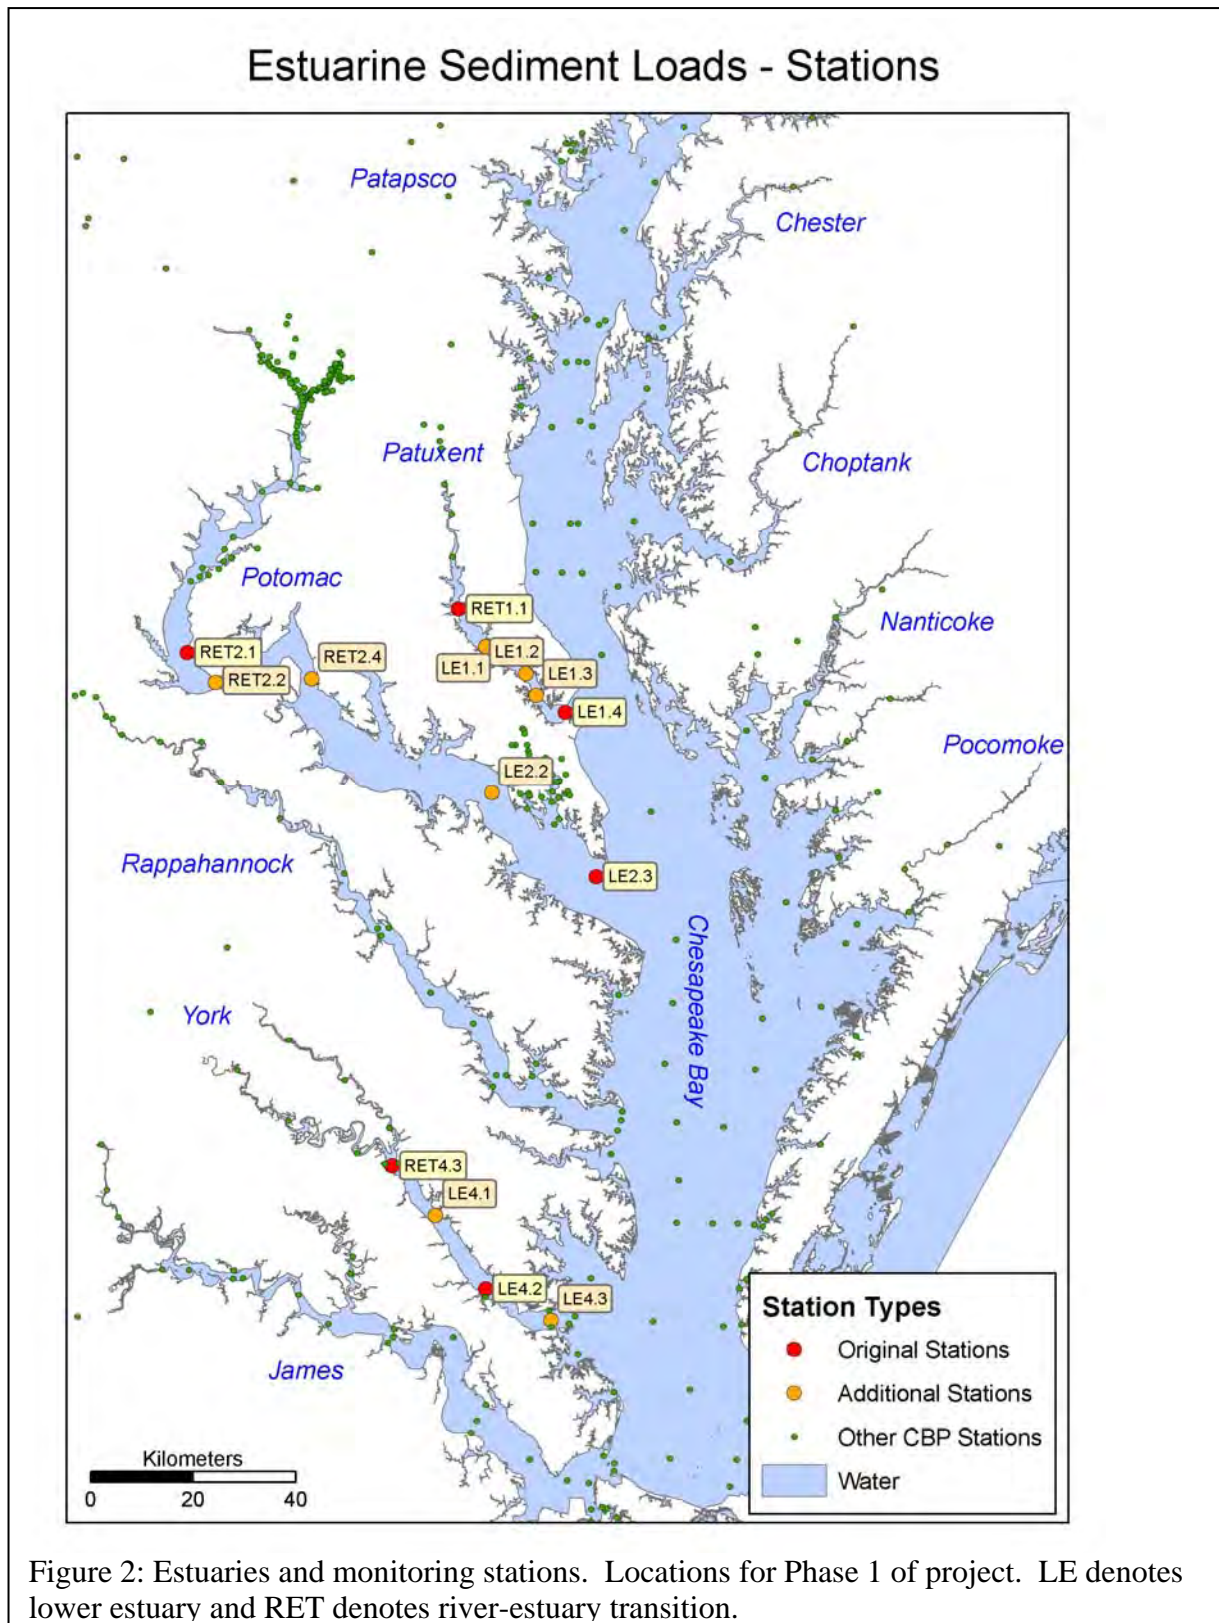 Estuarine Sediment Loads - Stations
Patapsco
Chester
Patuxent
Choptank
Potomac
Nanticoke
RET1.1
RET2.1
RET2.4
LE1.2
LE1.1
RET2.2
LE1.3
LE1.4
Pocomoke
LE2.2
Rappahannock
LE2.3
Chesapeake Bay
York
RET4.3
LE4.1
LE4.2
LE4.3
James
Station Types
Original Stations
Additional Stations
Other CBP Stations
Water
Kilometers
0 20 40
Figure 2: Estuaries and monitoring stations. Locations for Phase 1 of project. LE denotes
lower estuary and RET denotes river-estuary transition.